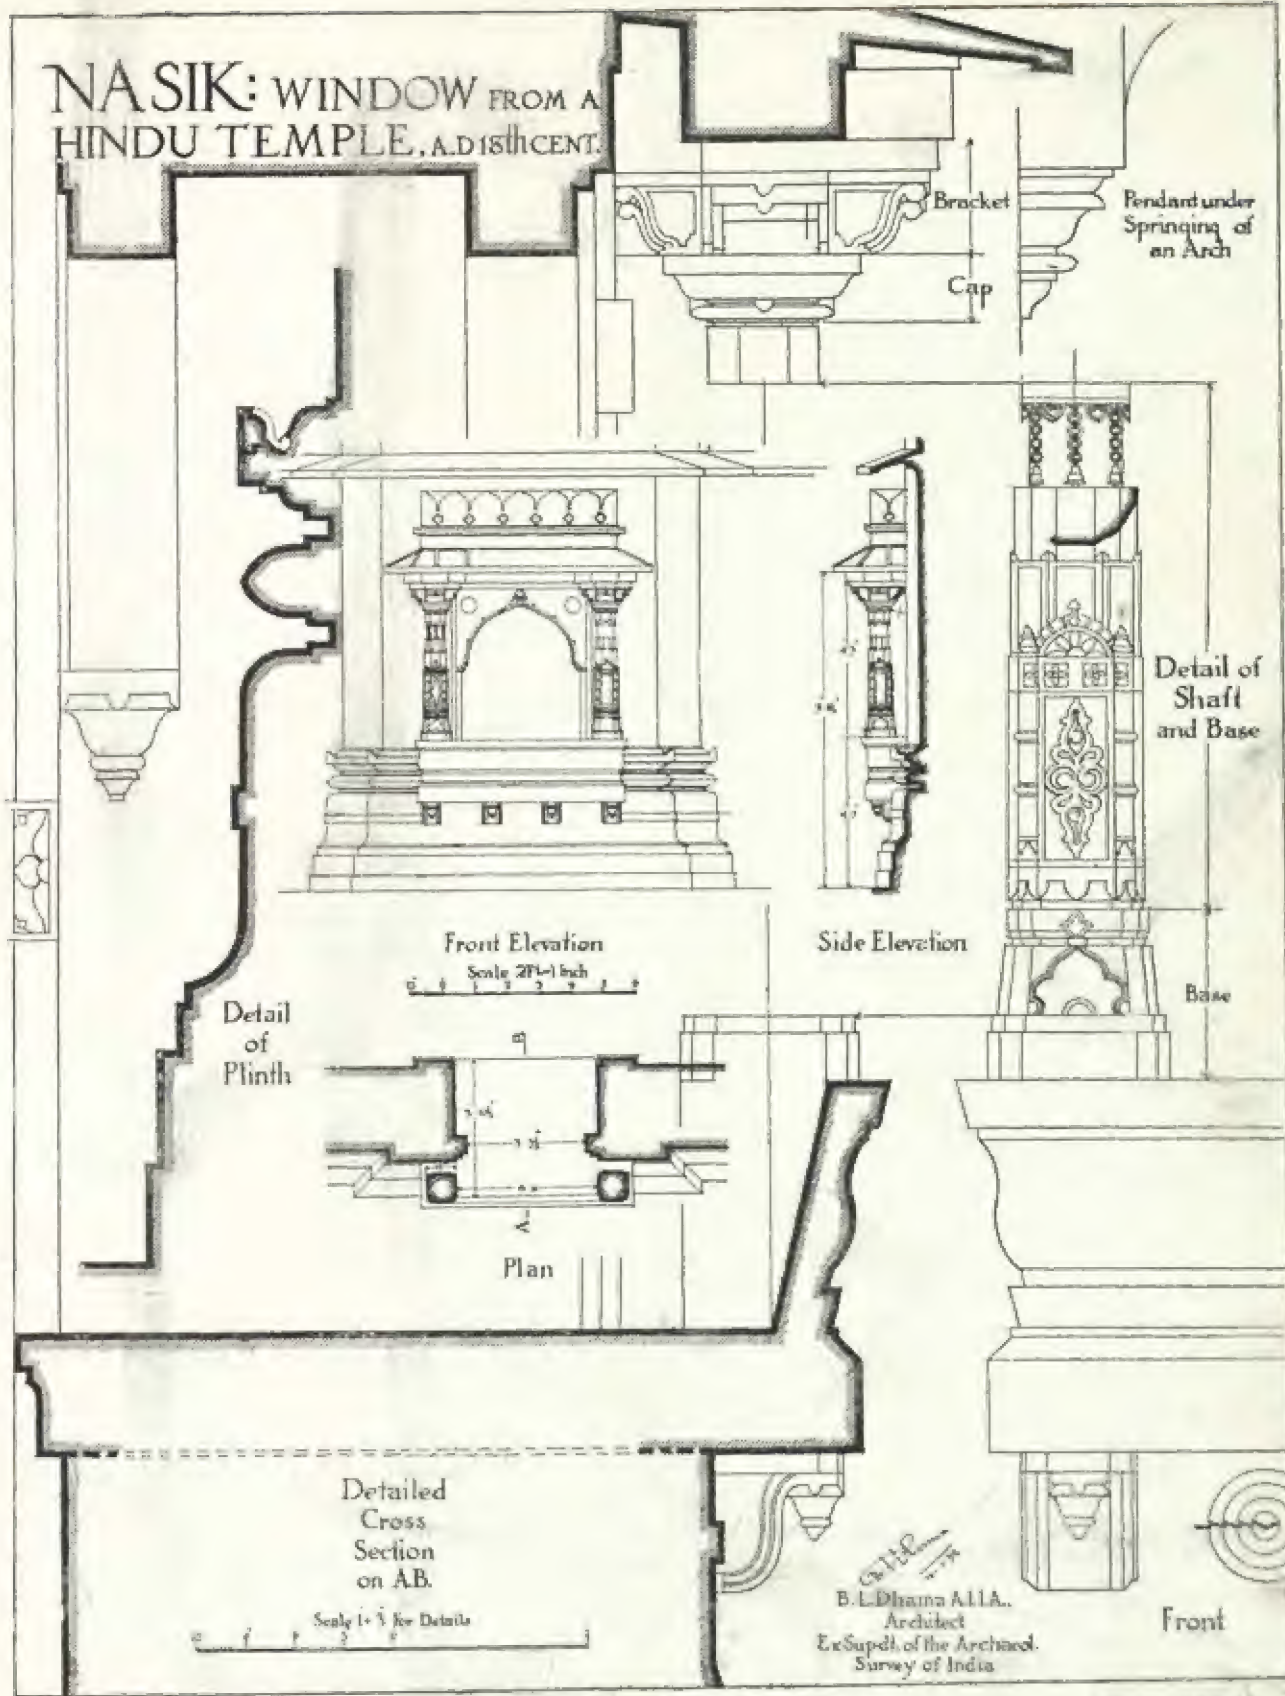 NASIK: WINDOW FROM A
HINDU TEMPLE, A.D 18th CENT.
Bracket
Cap
Pendant under
Springing of
an Arch
Detail of
Shaft
and Base
Base
Front Elevation
Side Elevation
Detail
of
Plinth
B
A
Plan
Detailed
Cross
Section
on A.B.
for Details
B. L. Dhama A.I.I.A.,
Architect
Ex Supdt. of the Archaeol.
Survey of India
Front